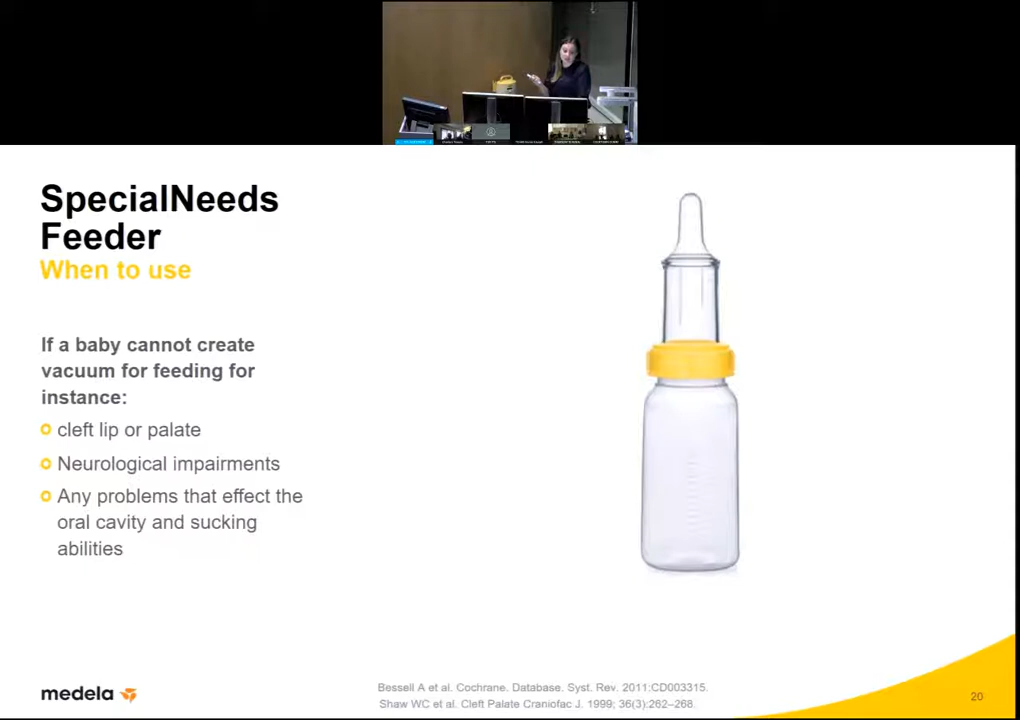 SpecialNeeds
Feeder
When to use
If a baby cannot create
vacuum for feeding for
instance:
cleft lip or palate
Neurological impairments
Any problems that effect the
oral cavity and sucking
abilities
medela
Bessell A et al. Cochrane. Database. Syst. Rev. 2011:CD003315.
Shaw WC et al. Cleft Palate Craniofac J. 1999; 36(3):262–268.
20